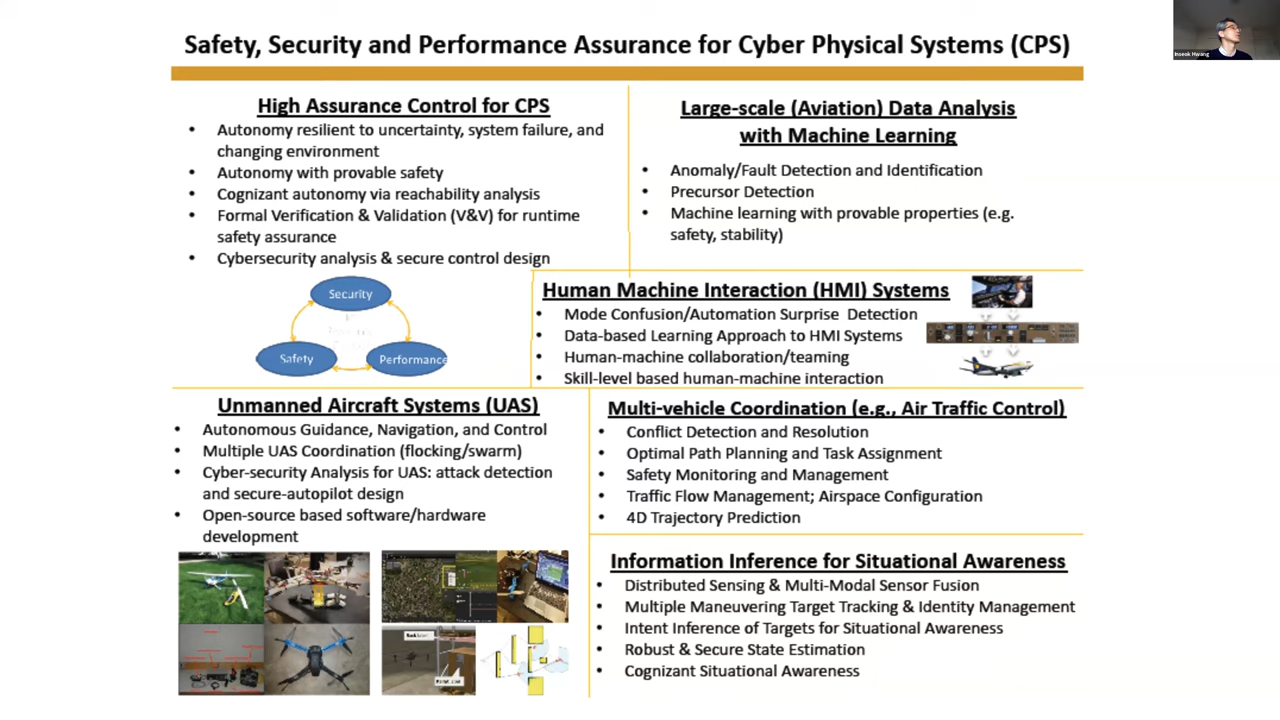 Safety, Security and Performance Assurance for Cyber Physical Systems (CPS)
Inseok Hwang
High Assurance Control for CPS
• Autonomy resilient to uncertainty, system failure, and
changing environment
• Autonomy with provable safety
• Cognizant autonomy via reachability analysis
• Formal Verification & Validation (V&V) for runtime
safety assurance
• Cybersecurity analysis & secure control design
Security
Safety
Performance
Large-scale (Aviation) Data Analysis
with Machine Learning
• Anomaly/Fault Detection and Identification
• Precursor Detection
• Machine learning with provable properties (e.g.
safety, stability)
Human Machine Interaction (HMI) Systems
• Mode Confusion/Automation Surprise Detection
• Data-based Learning Approach to HMI Systems
• Human-machine collaboration/teaming
• Skill-level based human-machine interaction
Unmanned Aircraft Systems (UAS)
• Autonomous Guidance, Navigation, and Control
• Multiple UAS Coordination (flocking/swarm)
• Cyber-security Analysis for UAS: attack detection
and secure-autopilot design
• Open-source based software/hardware
development
Multi-vehicle Coordination (e.g., Air Traffic Control)
• Conflict Detection and Resolution
• Optimal Path Planning and Task Assignment
• Safety Monitoring and Management
• Traffic Flow Management; Airspace Configuration
• 4D Trajectory Prediction
Information Inference for Situational Awareness
• Distributed Sensing & Multi-Modal Sensor Fusion
• Multiple Maneuvering Target Tracking & Identity Management
• Intent Inference of Targets for Situational Awareness
• Robust & Secure State Estimation
• Cognizant Situational Awareness